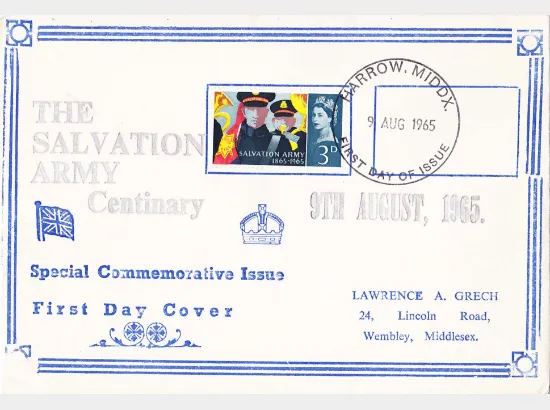 THE
SALVATION
ARMY
Centinary
SALVATION ARMY
1865-1965
3D
HARROW, MIDDX.
9 AUG 1965
FIRST DAY OF ISSUE
9TH AUGUST, 1965.
Special Commemorative Issue
First Day Cover
LAWRENCE A. GRECH
24, Lincoln Road,
Wembley, Middlesex.